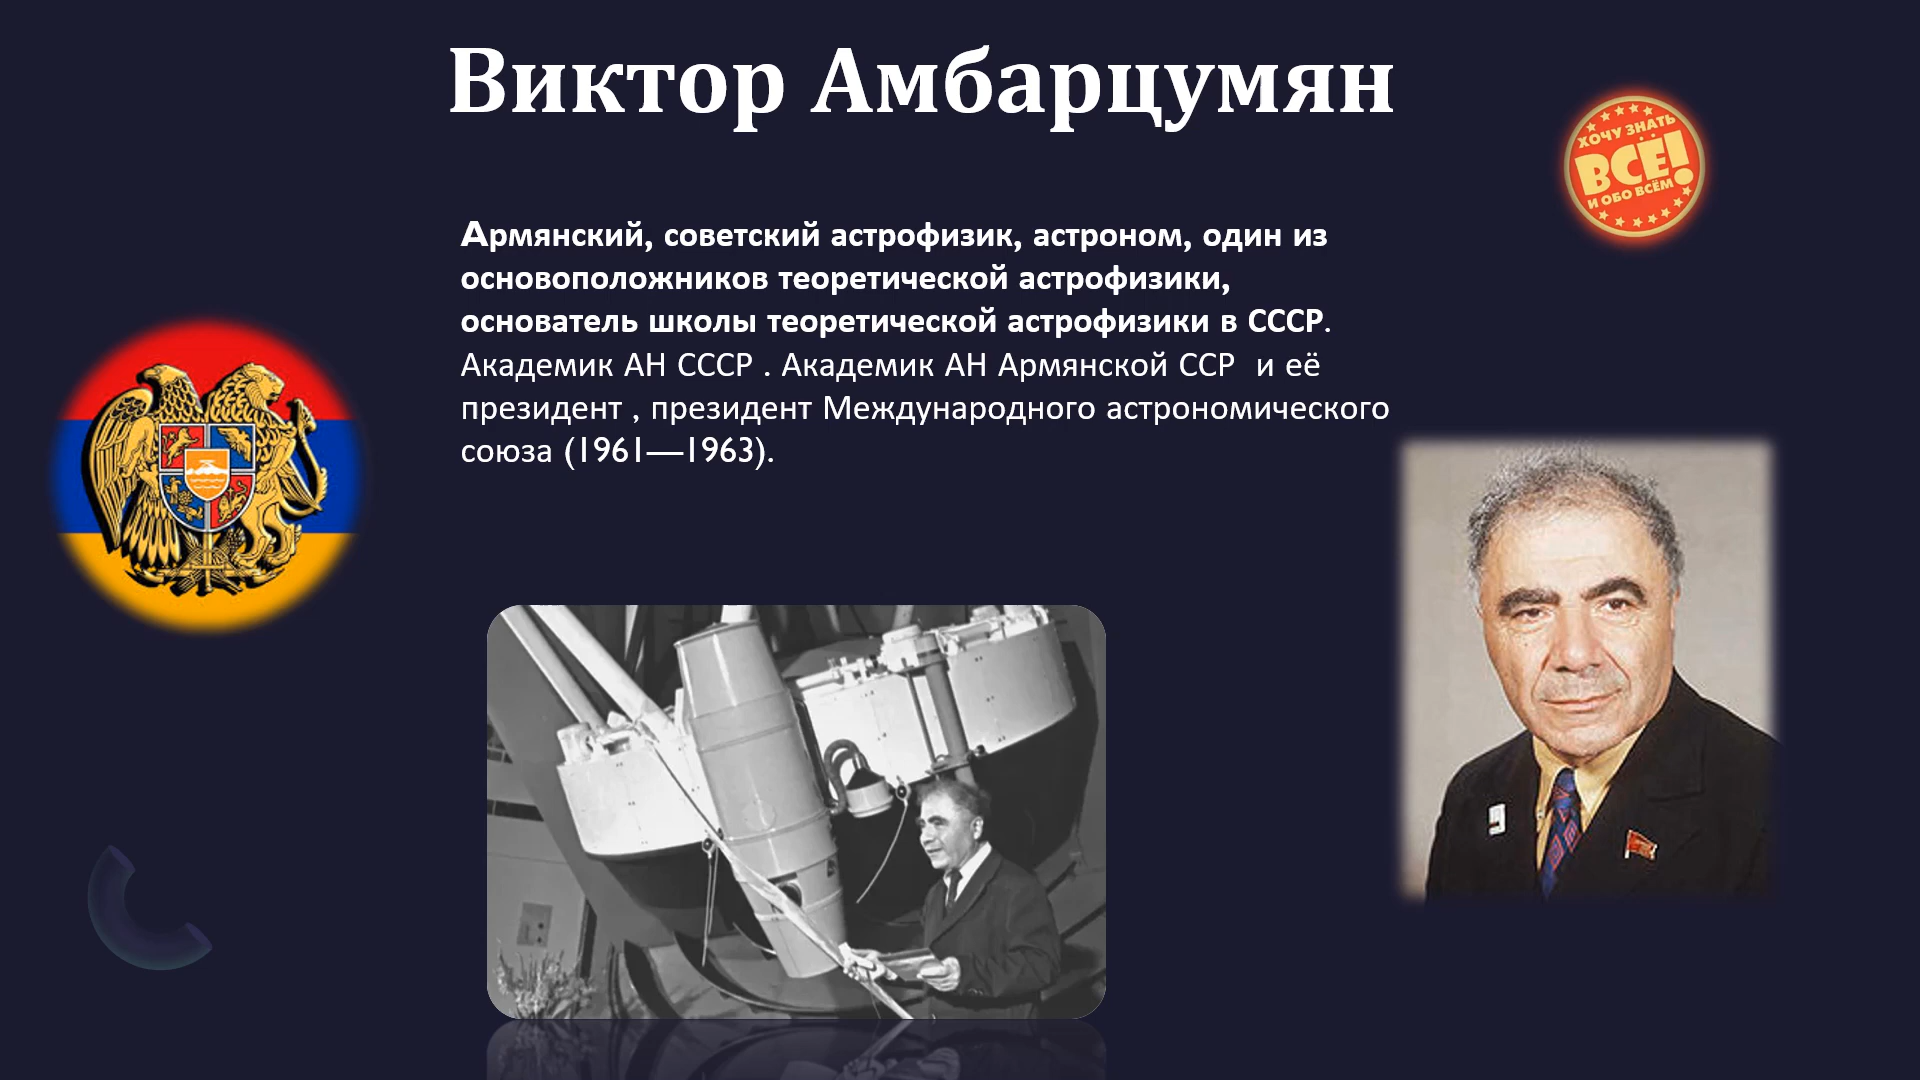 Виктор Амбарцумян
ХОЧУ ЗНАТЬ
ВСЁ!
И ОБО ВСЁМ
Армянский, советский астрофизик, астроном, один из
основоположников теоретической астрофизики,
основатель школы теоретической астрофизики в СССР.
Академик АН СССР . Академик АН Армянской ССР  и её
президент , президент Международного астрономического
союза (1961—1963).